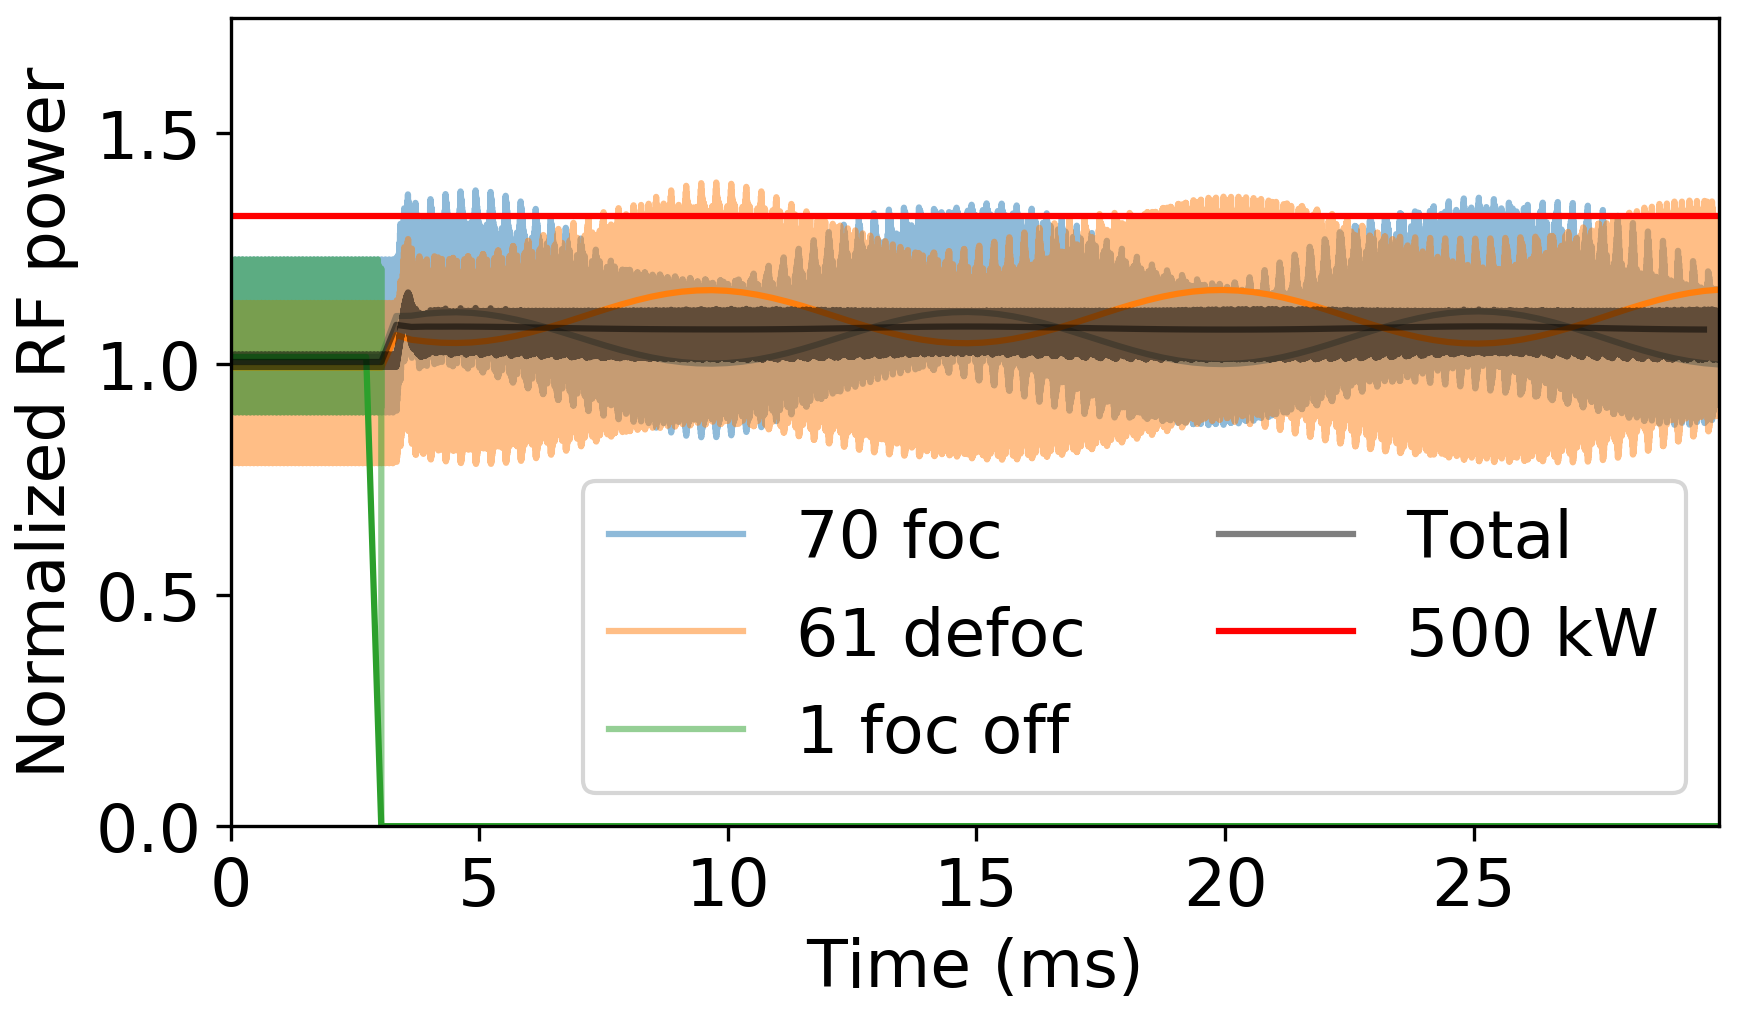 Normalized RF power
1.5
1.0
0.5
0.0
70 foc
61 defoc
1 foc off
Total
500 kW
0 5 10 15 20 25
Time (ms)